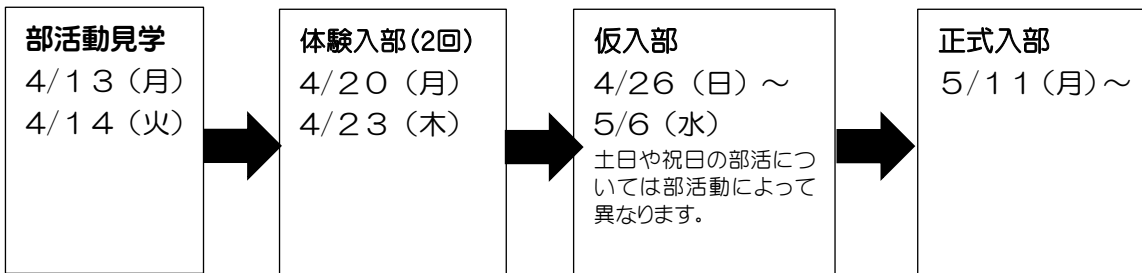 部活動見学
4/13（月）
4/14（火）
体験入部（2回）
4/20（月）
4/23（木）
仮入部
4/26（日）～
5/6（水）
土日や祝日の部活につ
いては部活動によって
異なります。
正式入部
5/11（月）～